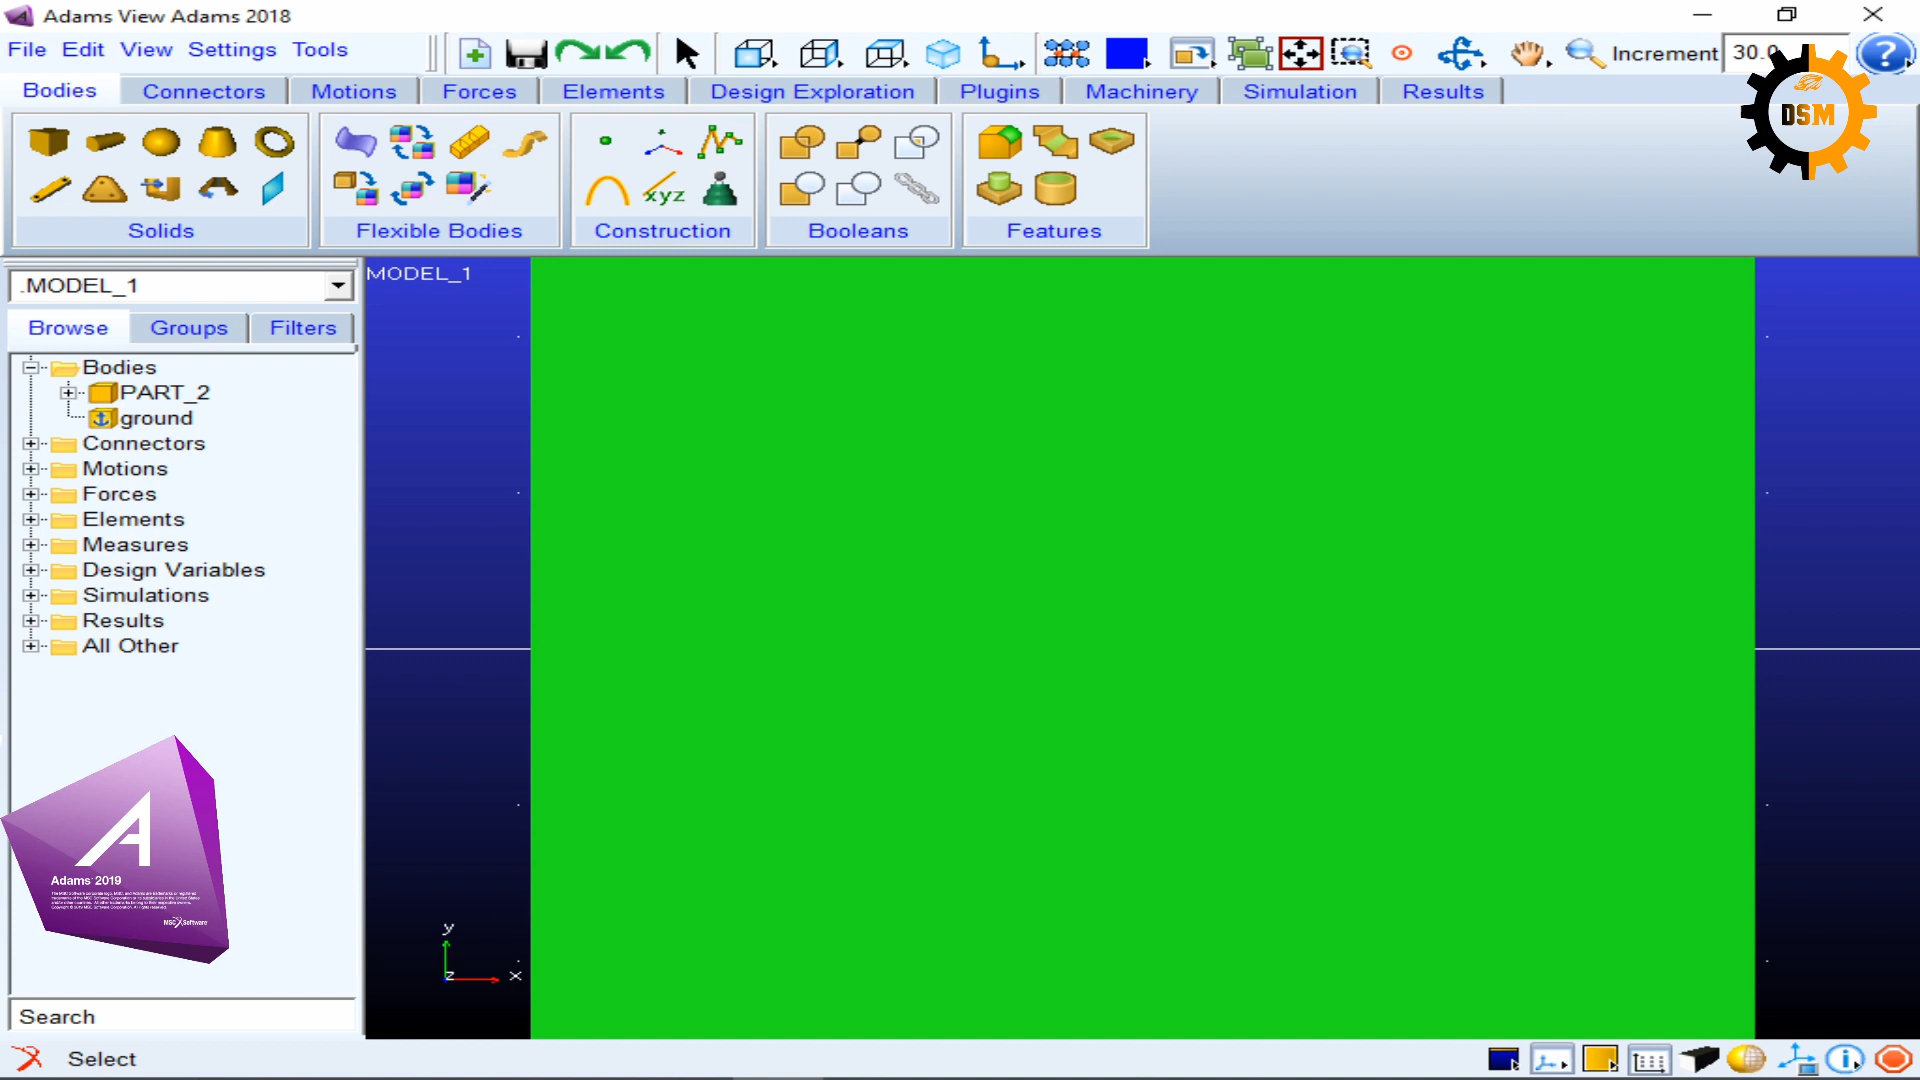 Adams View Adams 2018
File Edit View Settings Tools
Increment 30.0
Bodies Connectors Motions Forces Elements Design Exploration Plugins Machinery Simulation Results
DSM
xyz
Solids Flexible Bodies Construction Booleans Features
.MODEL_1
MODEL_1
Browse Groups Filters
Bodies
PART_2
ground
Connectors
Motions
Forces
Elements
Measures
Design Variables
Simulations
Results
All Other
Adams 2019
MSC Software
y
z x
Search
Select